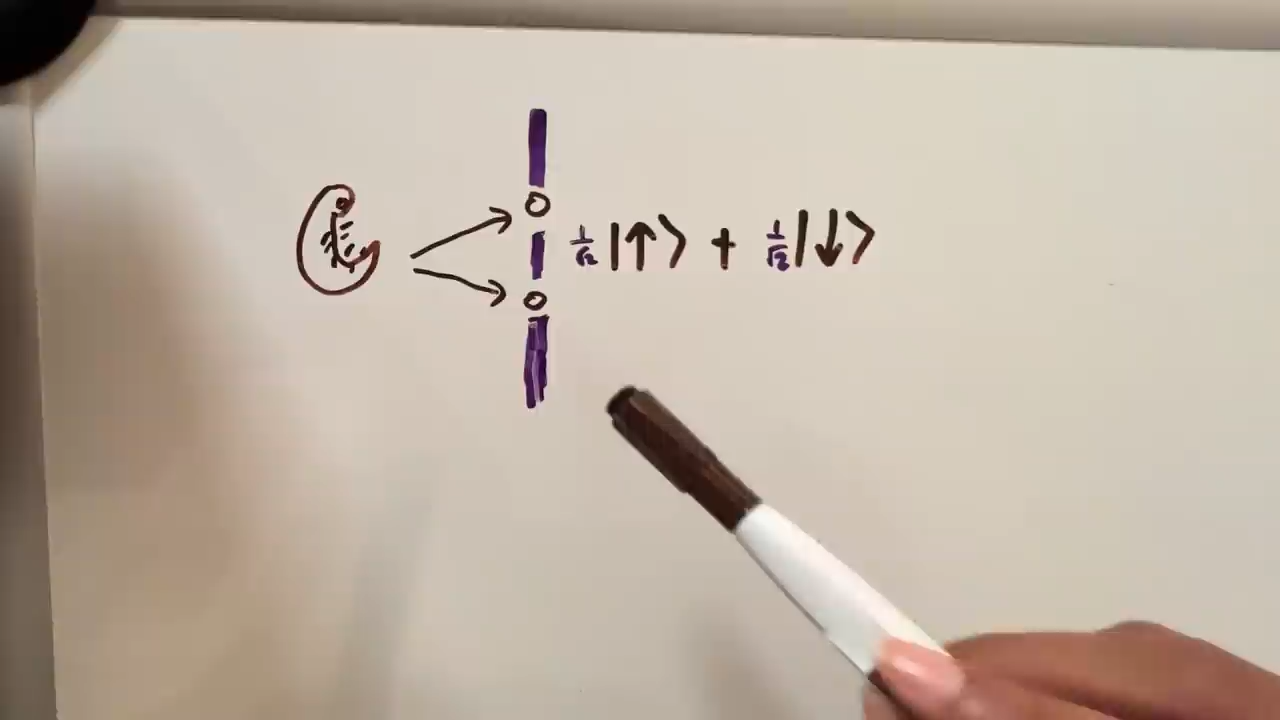 1/√2 |↑⟩ + 1/√2 |↓⟩